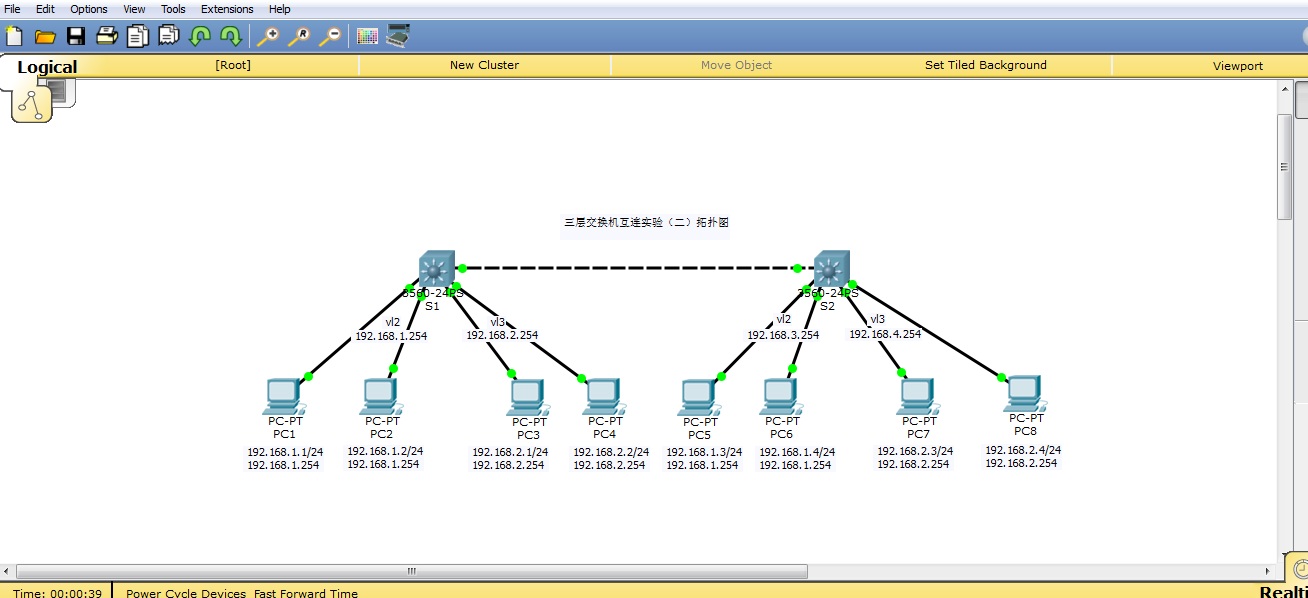 File Edit Options View Tools Extensions Help
Logical [Root] New Cluster Move Object Set Tiled Background Viewport
三层交换机互连实验（二）拓扑图
3560-24PS
S1
3560-24PS
S2
vl2
192.168.1.254
vl3
192.168.2.254
vl2
192.168.3.254
vl3
192.168.4.254
PC-PT
PC1
192.168.1.1/24
192.168.1.254
PC-PT
PC2
192.168.1.2/24
192.168.1.254
PC-PT
PC3
192.168.2.1/24
192.168.2.254
PC-PT
PC4
192.168.2.2/24
192.168.2.254
PC-PT
PC5
192.168.1.3/24
192.168.1.254
PC-PT
PC6
192.168.1.4/24
192.168.1.254
PC-PT
PC7
192.168.2.3/24
192.168.2.254
PC-PT
PC8
192.168.2.4/24
192.168.2.254
Time: 00:00:39 Power Cycle Devices Fast Forward Time